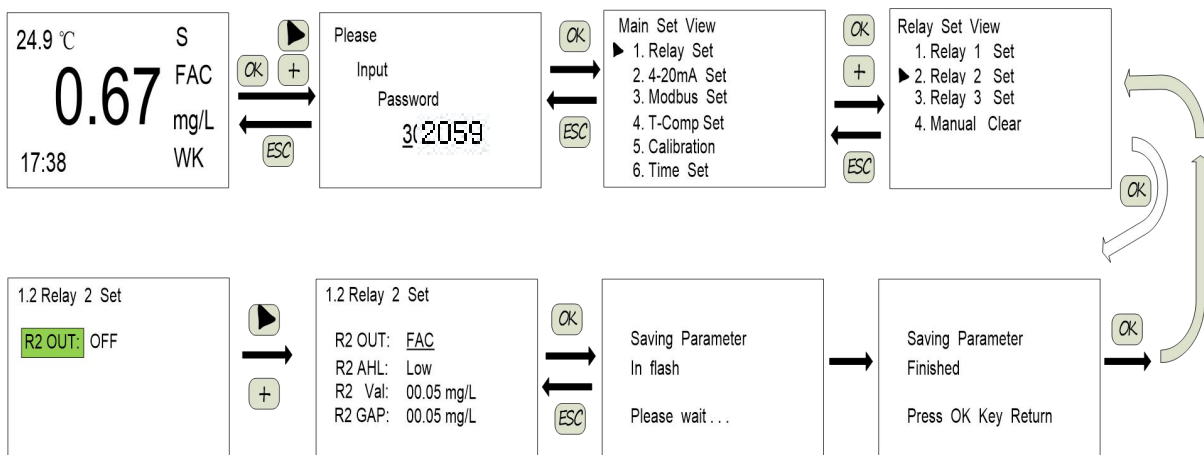 24.9 ℃ S
0.67 FAC
mg/L
17:38 WK
OK +
ESC
Please
Input
Password
3(2059
OK
ESC
Main Set View
1. Relay Set
2. 4-20mA Set
3. Modbus Set
4. T-Comp Set
5. Calibration
6. Time Set
OK
+
ESC
Relay Set View
1. Relay 1 Set
2. Relay 2 Set
3. Relay 3 Set
4. Manual Clear
OK
1.2 Relay 2 Set
R2 OUT: OFF
+
1.2 Relay 2 Set
R2 OUT: FAC
R2 AHL: Low
R2 Val: 00.05 mg/L
R2 GAP: 00.05 mg/L
OK
ESC
Saving Parameter
In flash
Please wait . . .
Saving Parameter
Finished
Press OK Key Return
OK